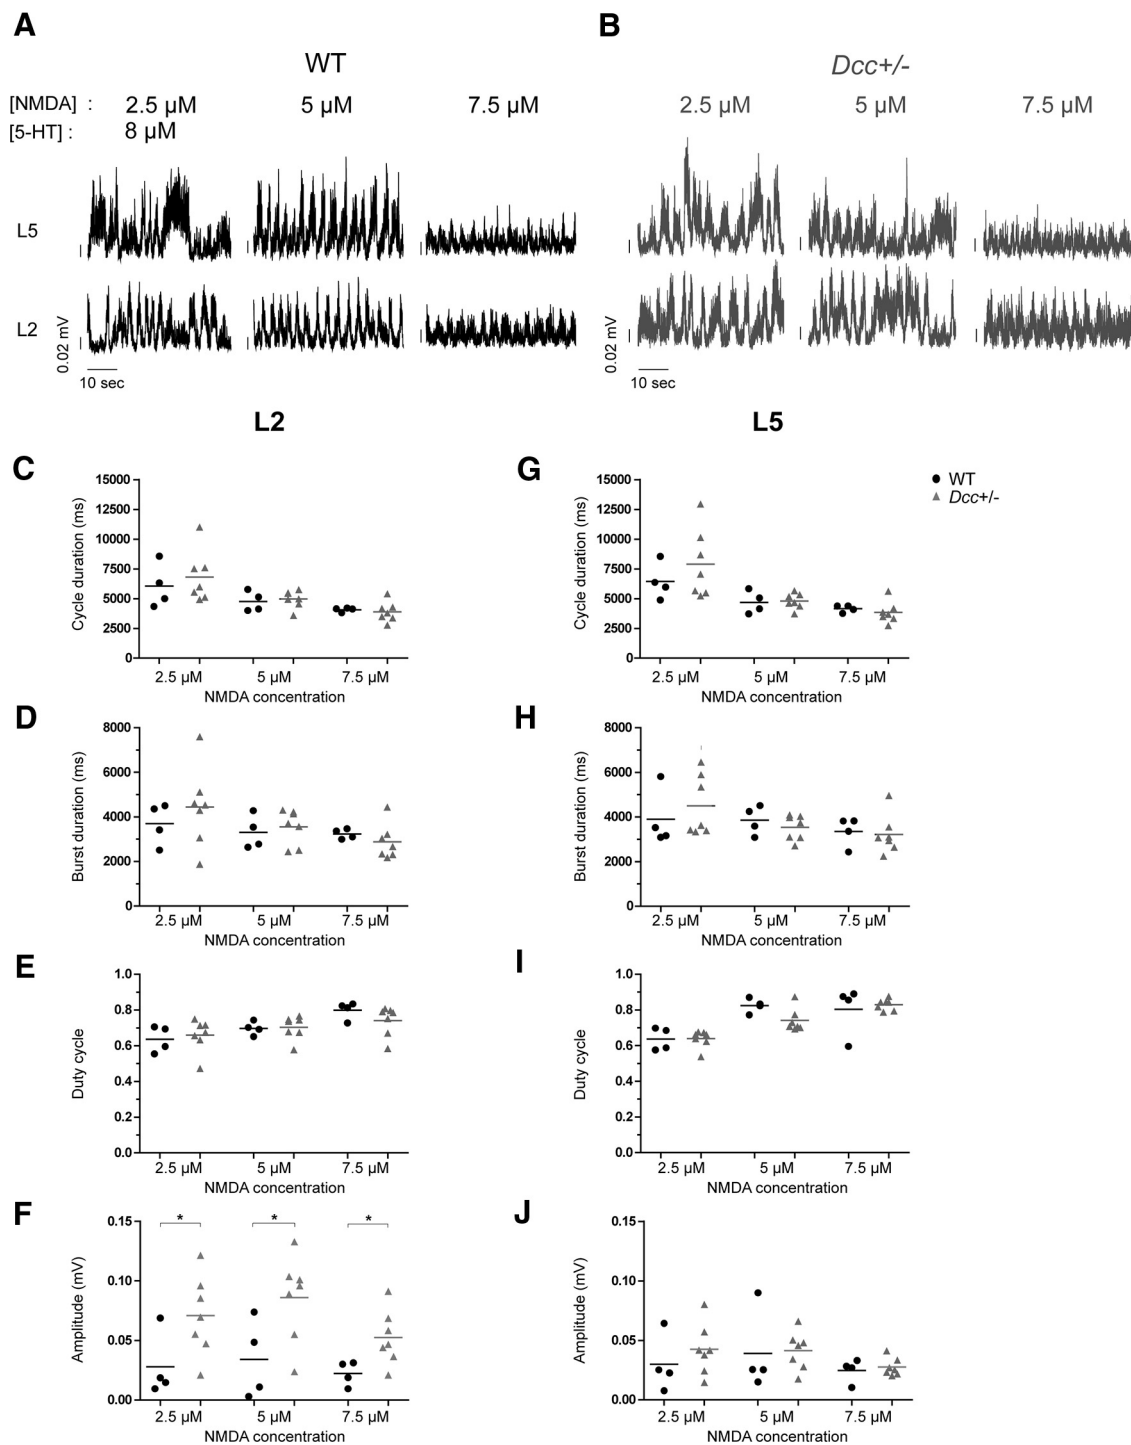 A
B
WT
Dcc+/-
[NMDA] : 2.5 µM 5 µM 7.5 µM
2.5 µM 5 µM 7.5 µM
[5-HT] : 8 µM
L5
L2
0.02 mV
10 sec
0.02 mV
10 sec
L2
L5
C
Cycle duration (ms)
15000
12500
10000
7500
5000
2500
0
2.5 µM 5 µM 7.5 µM
NMDA concentration
G
Cycle duration (ms)
15000
12500
10000
7500
5000
2500
0
2.5 µM 5 µM 7.5 µM
NMDA concentration
WT
Dcc+/-
D
Burst duration (ms)
8000
6000
4000
2000
0
2.5 µM 5 µM 7.5 µM
NMDA concentration
H
Burst duration (ms)
8000
6000
4000
2000
0
2.5 µM 5 µM 7.5 µM
NMDA concentration
E
Duty cycle
1.0
0.8
0.6
0.4
0.2
0.0
2.5 µM 5 µM 7.5 µM
NMDA concentration
I
Duty cycle
1.0
0.8
0.6
0.4
0.2
0.0
2.5 µM 5 µM 7.5 µM
NMDA concentration
F
Amplitude (mV)
0.15
0.10
0.05
0.00
* * *
2.5 µM 5 µM 7.5 µM
NMDA concentration
J
Amplitude (mV)
0.15
0.10
0.05
0.00
2.5 µM 5 µM 7.5 µM
NMDA concentration